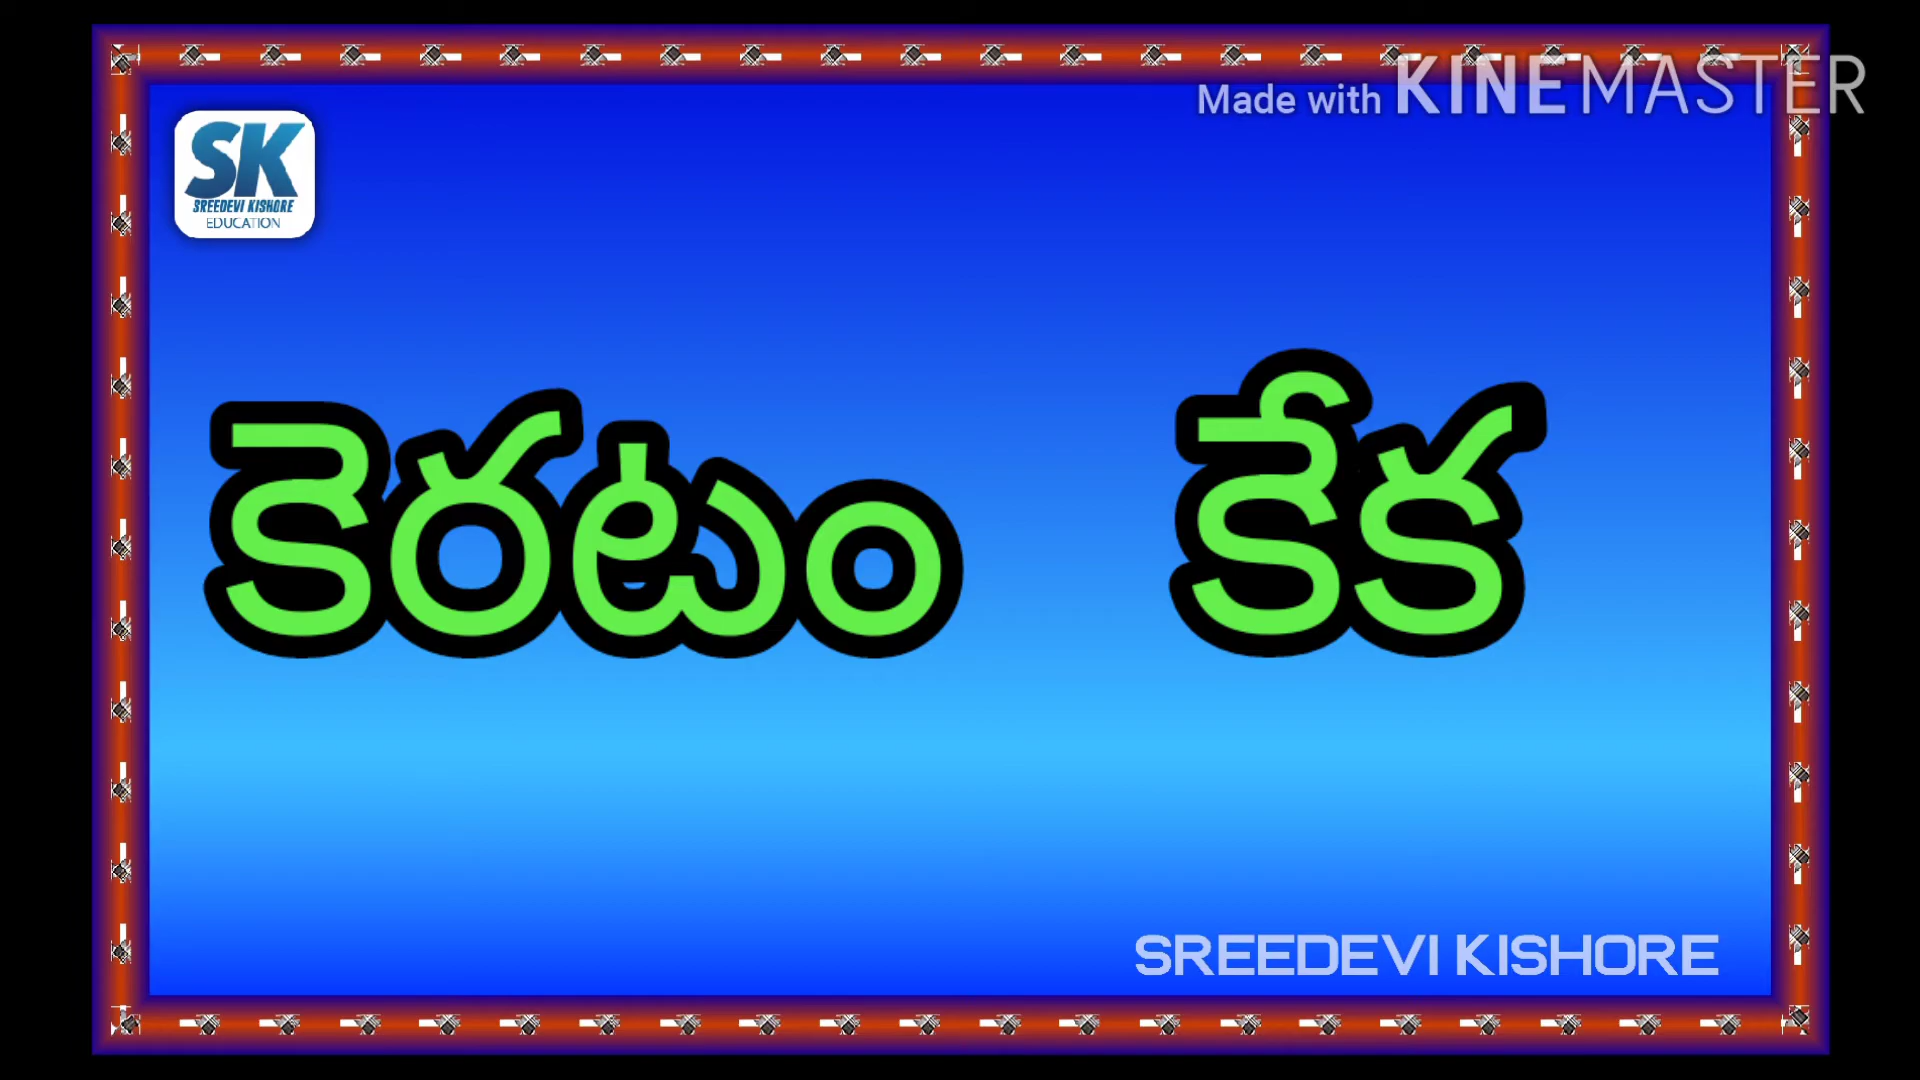 Made with KINEMASTER
SK
SREEDEVI KISHORE
EDUCATION
కెరటం కేక
SREEDEVI KISHORE